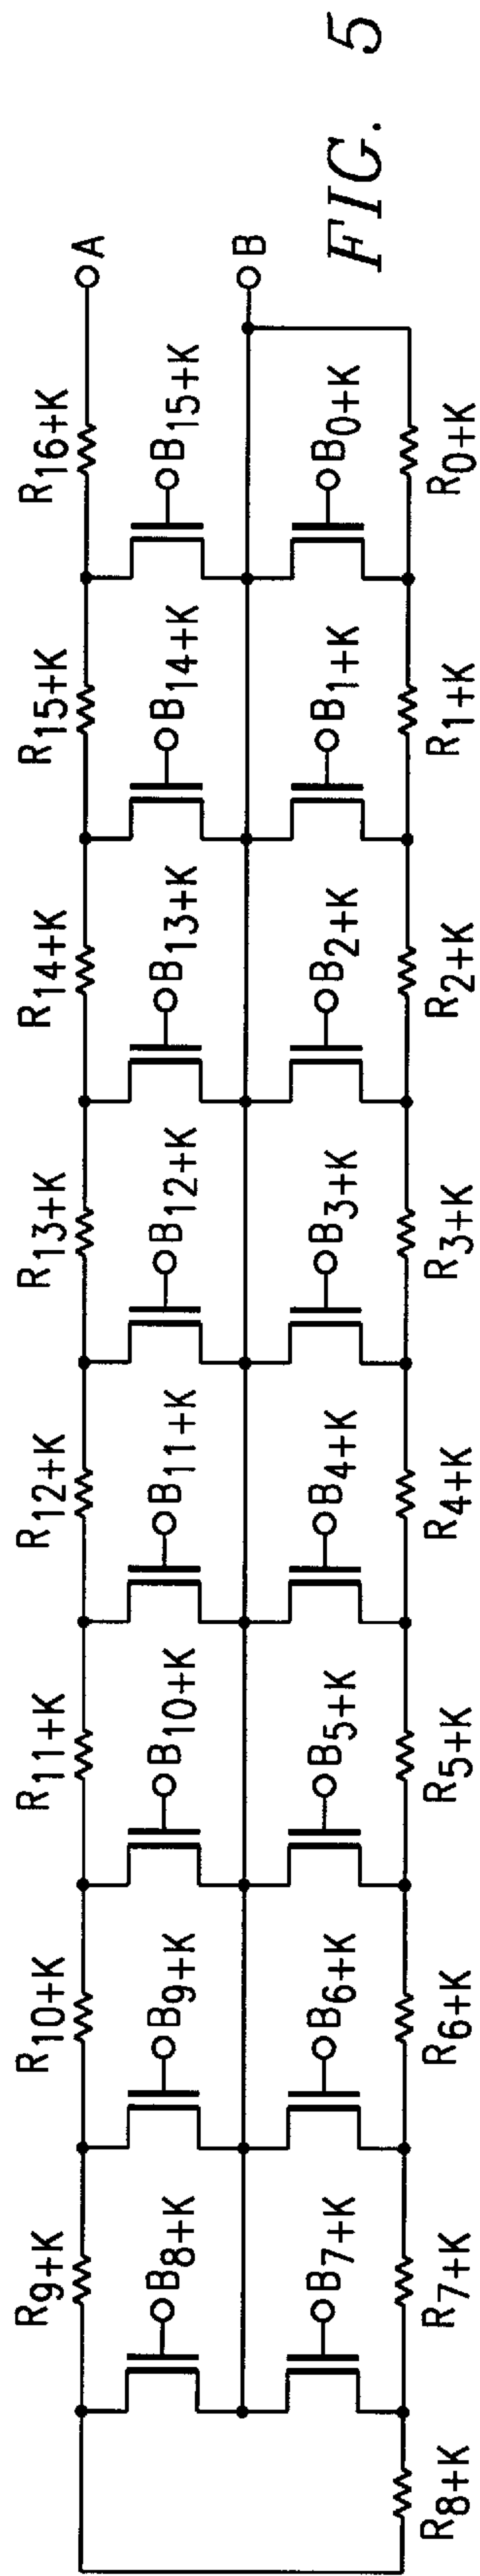 R9+K
R10+K
R11+K
R12+K
R13+K
R14+K
R15+K
R16+K
A
B8+K
B9+K
B10+K
B11+K
B12+K
B13+K
B14+K
B15+K
B
B7+K
B6+K
B5+K
B4+K
B3+K
B2+K
B1+K
B0+K
R8+K
R7+K
R6+K
R5+K
R4+K
R3+K
R2+K
R1+K
R0+K
FIG. 5